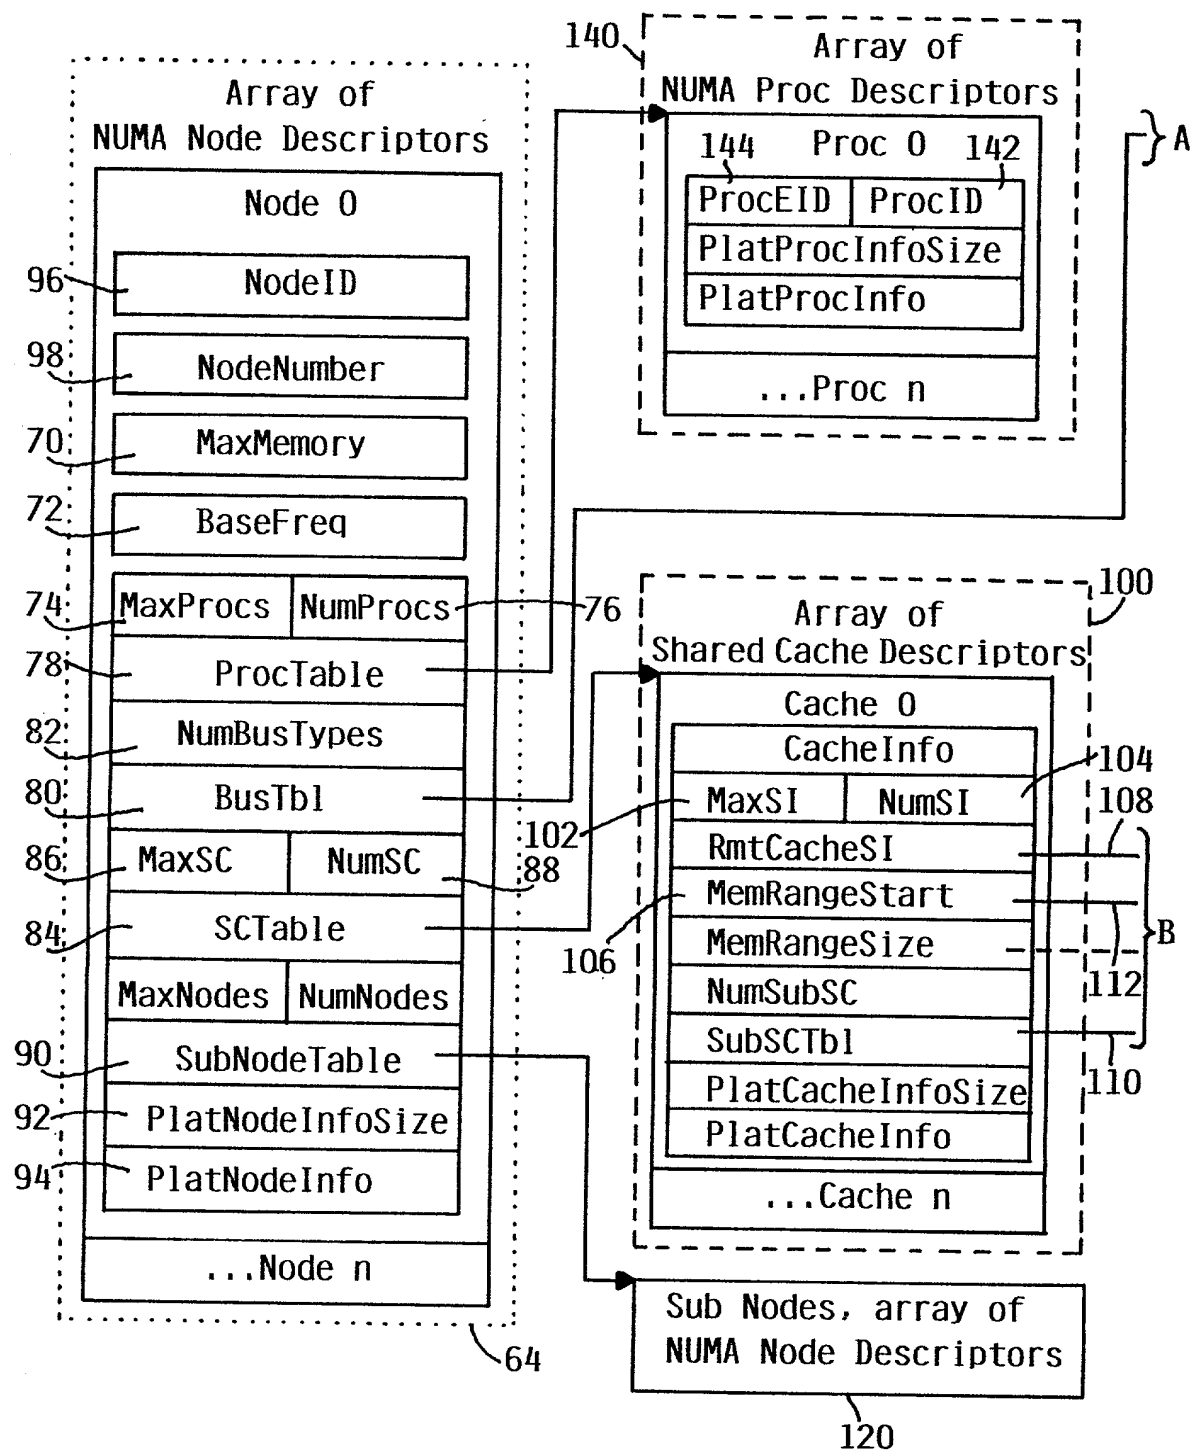 Array of
NUMA Node Descriptors
Node 0
96
NodeID
98
NodeNumber
70
MaxMemory
72
BaseFreq
74
MaxProcs
NumProcs
76
78
ProcTable
82
NumBusTypes
80
BusTbl
86
MaxSC
NumSC
88
84
SCTable
MaxNodes
NumNodes
90
SubNodeTable
92
PlatNodeInfoSize
94
PlatNodeInfo
...Node n
64
140
Array of
NUMA Proc Descriptors
144
Proc 0
142
ProcEID
ProcID
PlatProcInfoSize
PlatProcInfo
...Proc n
A
100
Array of
Shared Cache Descriptors
Cache 0
CacheInfo
104
102
MaxSI
NumSI
108
RmtCacheSI
106
MemRangeStart
B
MemRangeSize
112
NumSubSC
SubSCTbl
110
PlatCacheInfoSize
PlatCacheInfo
...Cache n
Sub Nodes, array of
NUMA Node Descriptors
120